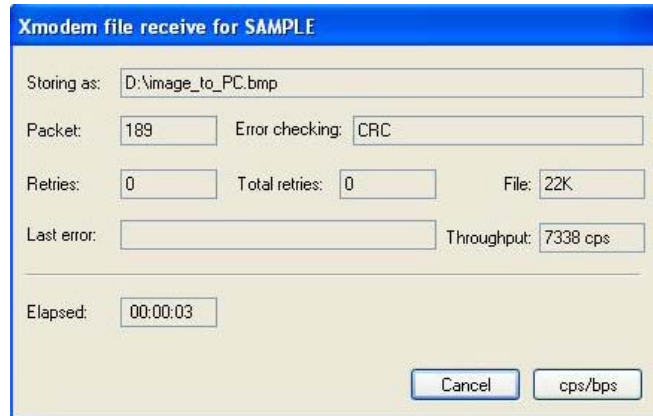 Xmodem file receive for SAMPLE
Storing as: D:\image_to_PC.bmp
Packet: 189 Error checking: CRC
Retries: 0 Total retries: 0 File: 22K
Last error: Throughput: 7338 cps
Elapsed: 00:00:03
Cancel cps/bps